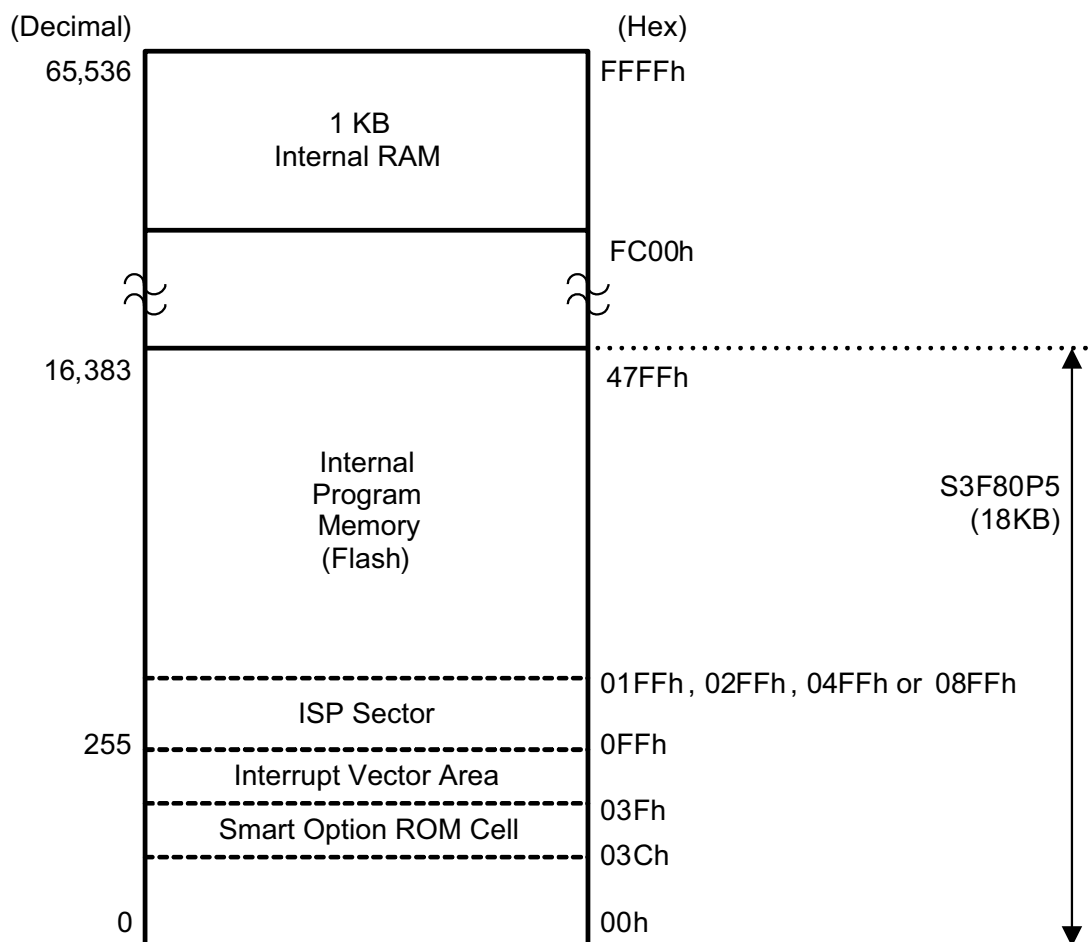 (Decimal) (Hex)
65,536 FFFFh
1 KB
Internal RAM
FC00h
16,383 47FFh
Internal
Program
Memory
(Flash)
S3F80P5
(18KB)
01FFh, 02FFh, 04FFh or 08FFh
ISP Sector
255 0FFh
Interrupt Vector Area
03Fh
Smart Option ROM Cell
03Ch
0 00h